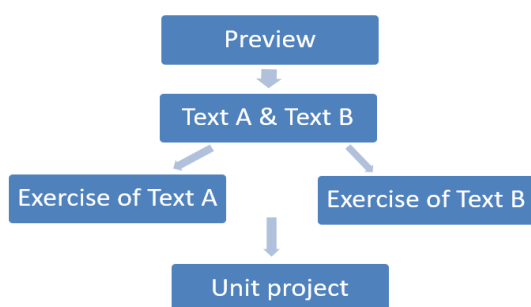 Preview
Text A & Text B
Exercise of Text A
Exercise of Text B
Unit project